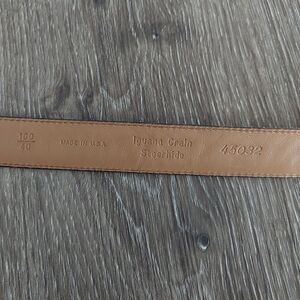 100
40
MADE IN U.S.A.
Iguana Grain
Steerhide
45032